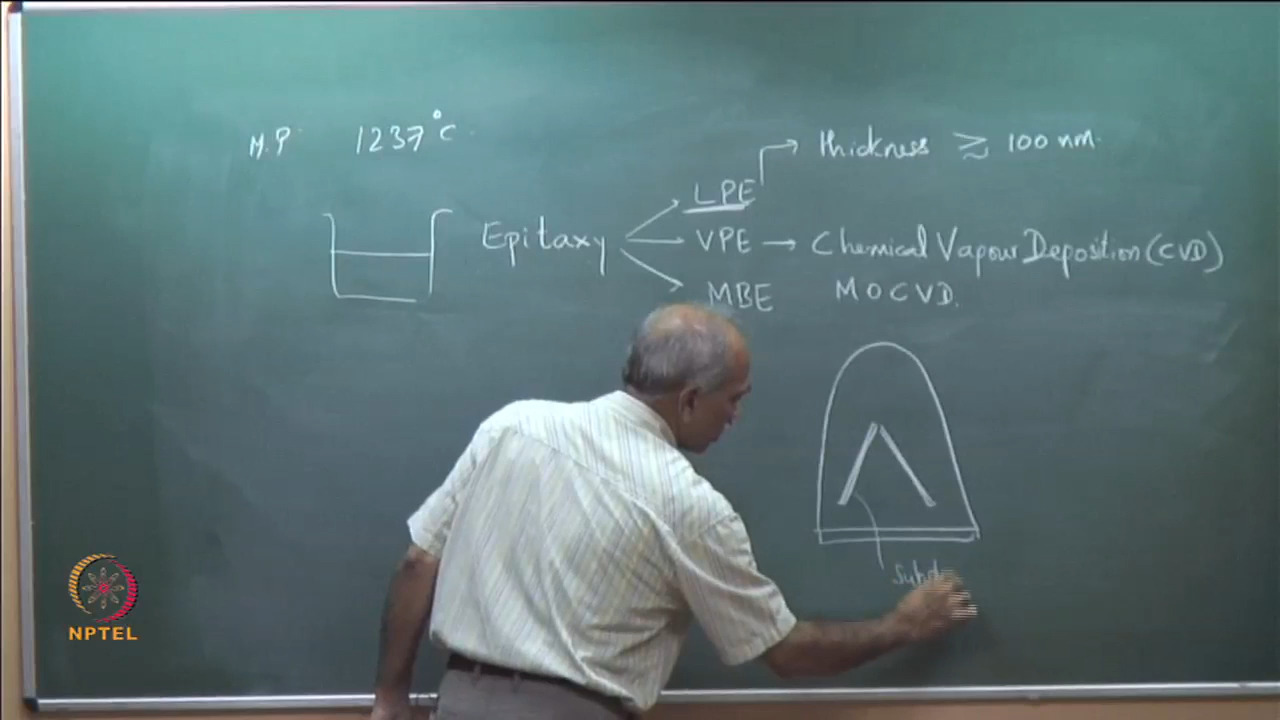 M.P. 1237°C.
thickness ≳ 100 nm.
LPE
Epitaxy VPE → Chemical Vapour Deposition (CVD)
MBE MOCVD.
NPTEL